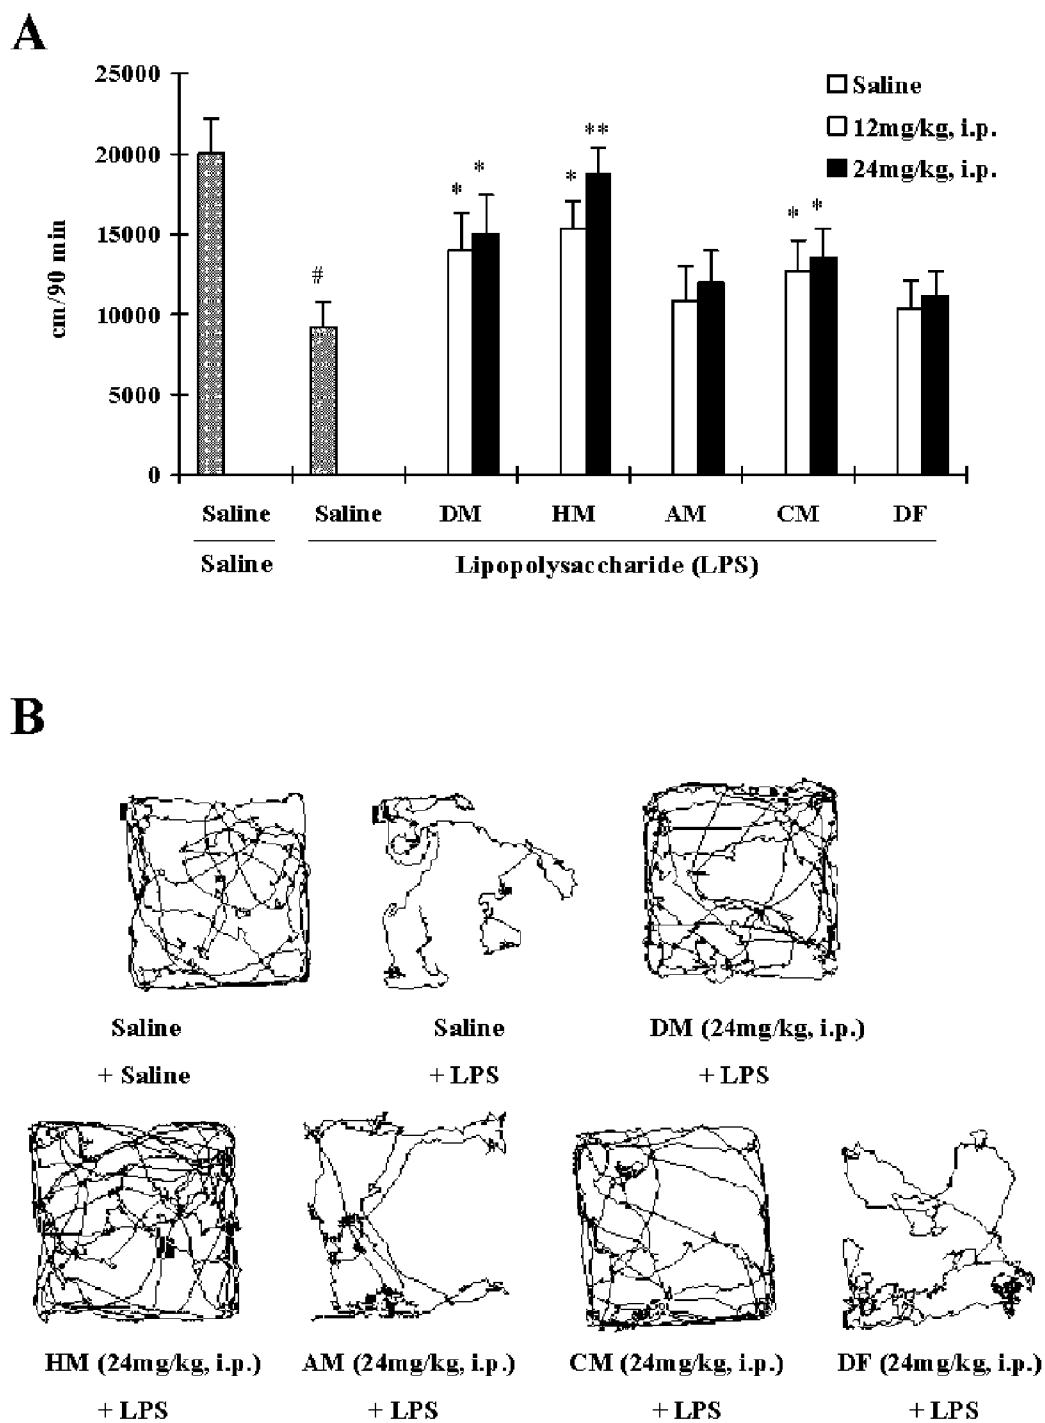 A
25000
20000
15000
10000
5000
0
cm/90 min
Saline
12mg/kg, i.p.
24mg/kg, i.p.
#
* *
* **
* *
Saline Saline DM HM AM CM DF
Saline Lipopolysaccharide (LPS)
B
Saline Saline DM (24mg/kg, i.p.)
+ Saline + LPS + LPS
HM (24mg/kg, i.p.) AM (24mg/kg, i.p.) CM (24mg/kg, i.p.) DF (24mg/kg, i.p.)
+ LPS + LPS + LPS + LPS